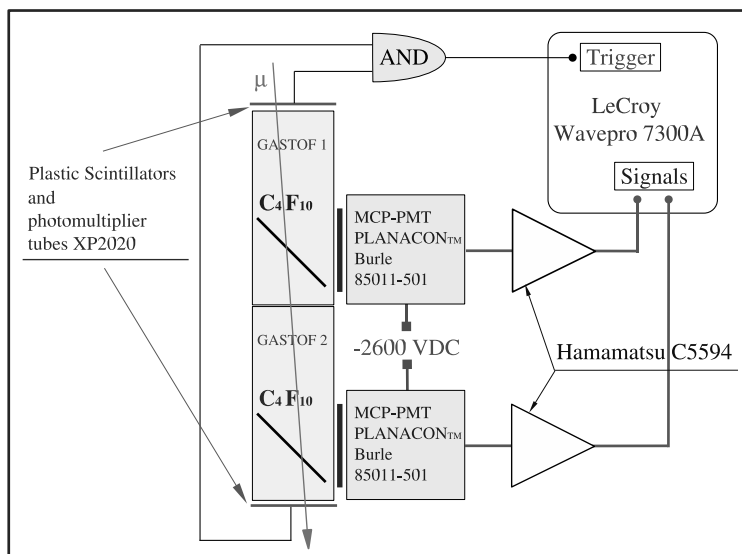 AND
Trigger
LeCroy
Wavepro 7300A
Signals
μ
GASTOF 1
C4F10
Plastic Scintillators
and
photomultiplier
tubes XP2020
MCP-PMT
PLANACONTM
Burle
85011-501
-2600 VDC
Hamamatsu C5594
GASTOF 2
C4F10
MCP-PMT
PLANACONTM
Burle
85011-501